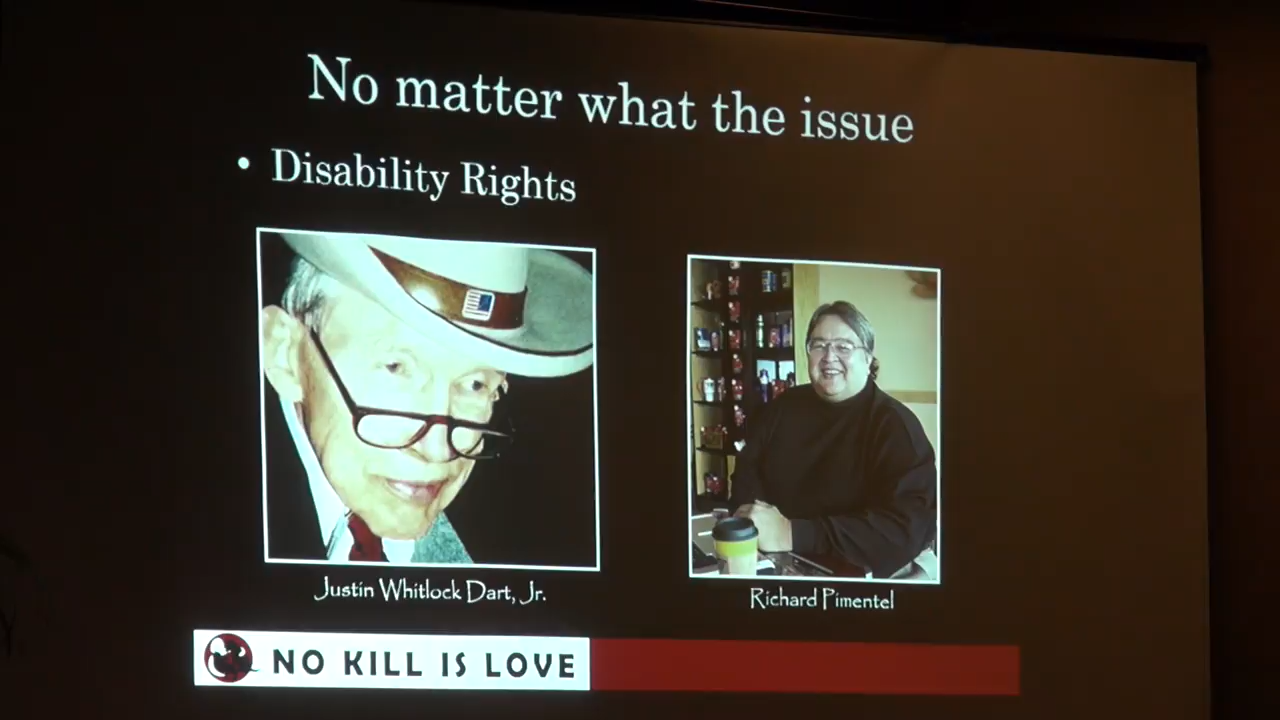 No matter what the issue
• Disability Rights
Justin Whitlock Dart, Jr.
Richard Pimentel
NO KILL IS LOVE